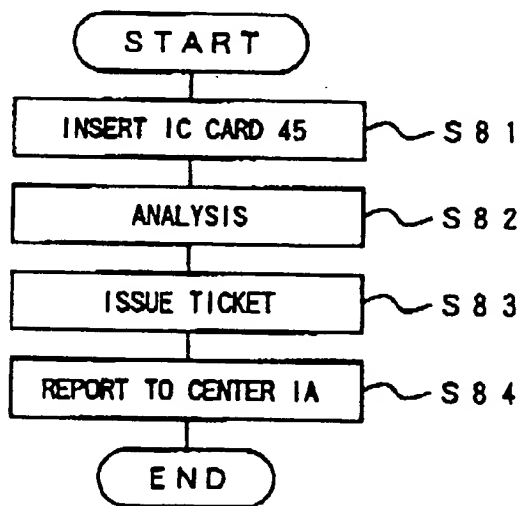 START
INSERT IC CARD 45 S81
ANALYSIS S82
ISSUE TICKET S83
REPORT TO CENTER 1A S84
END